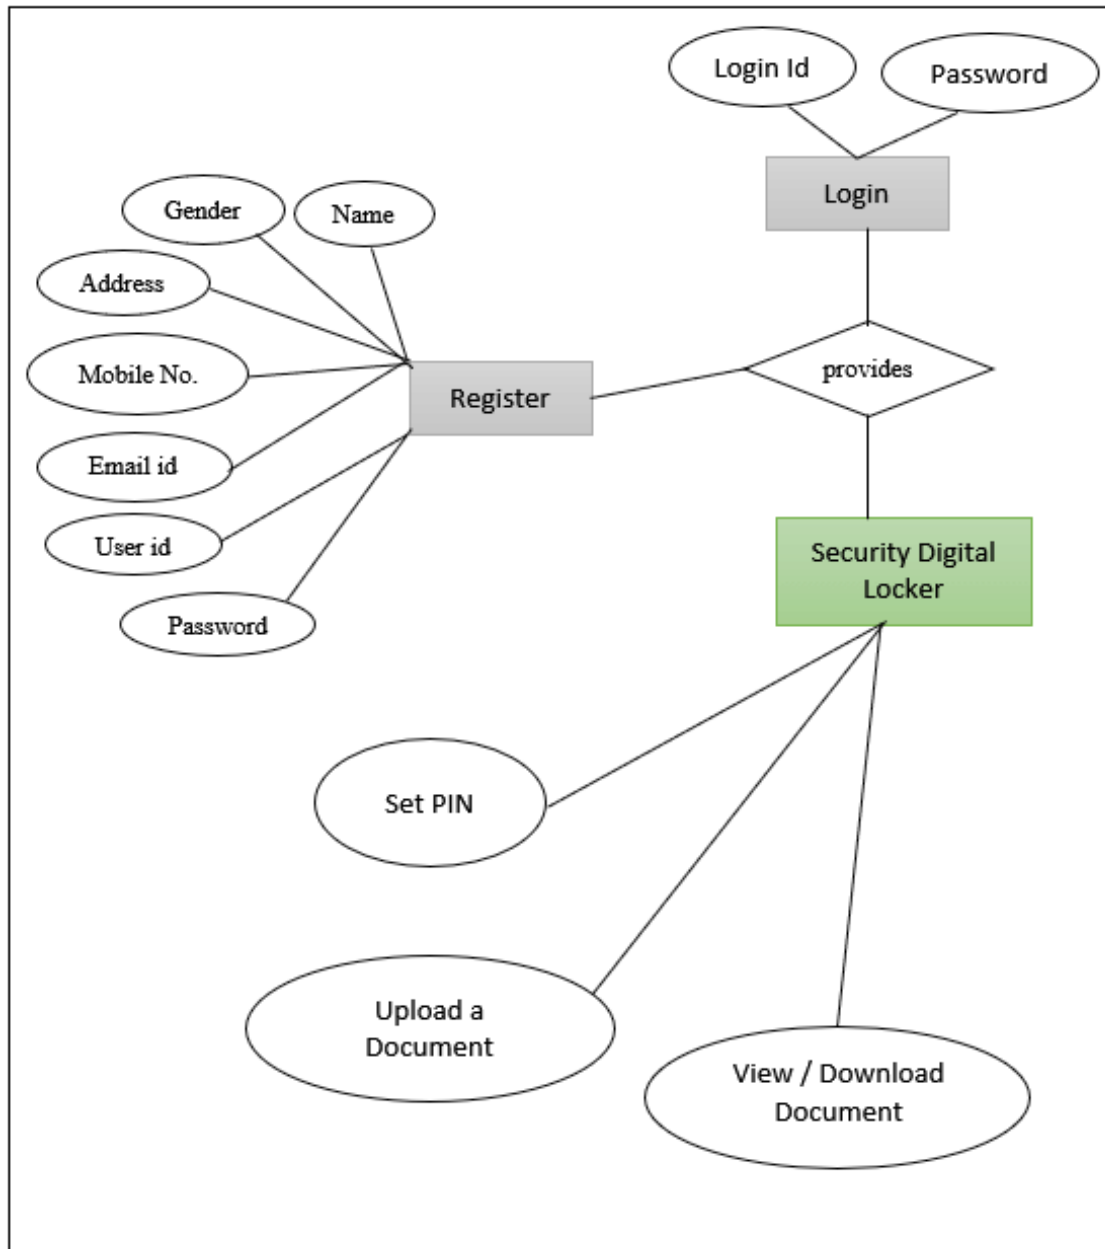 Login Id
Password
Login
Gender
Name
Address
Mobile No.
Register
provides
Email id
User id
Password
Security Digital
Locker
Set PIN
Upload a
Document
View / Download
Document